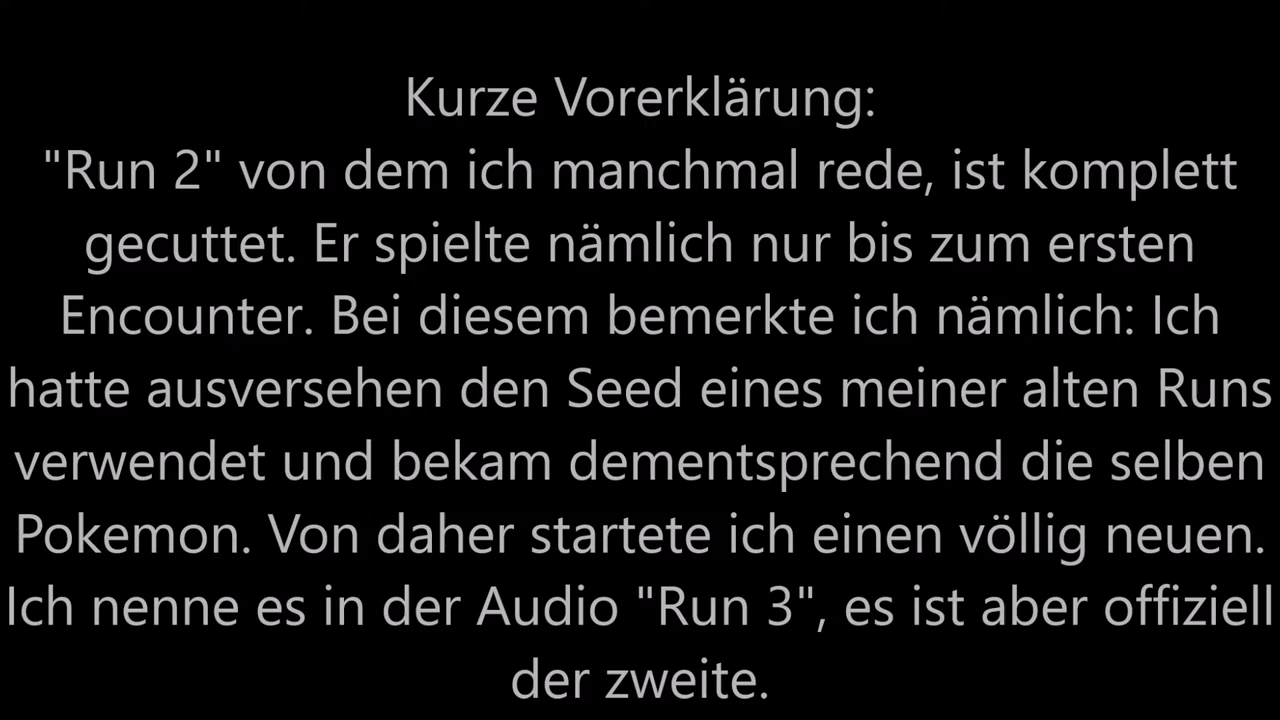 Kurze Vorerklärung:
"Run 2" von dem ich manchmal rede, ist komplett
gecuttet. Er spielte nämlich nur bis zum ersten
Encounter. Bei diesem bemerkte ich nämlich: Ich
hatte ausversehen den Seed eines meiner alten Runs
verwendet und bekam dementsprechend die selben
Pokemon. Von daher startete ich einen völlig neuen.
Ich nenne es in der Audio "Run 3", es ist aber offiziell
der zweite.